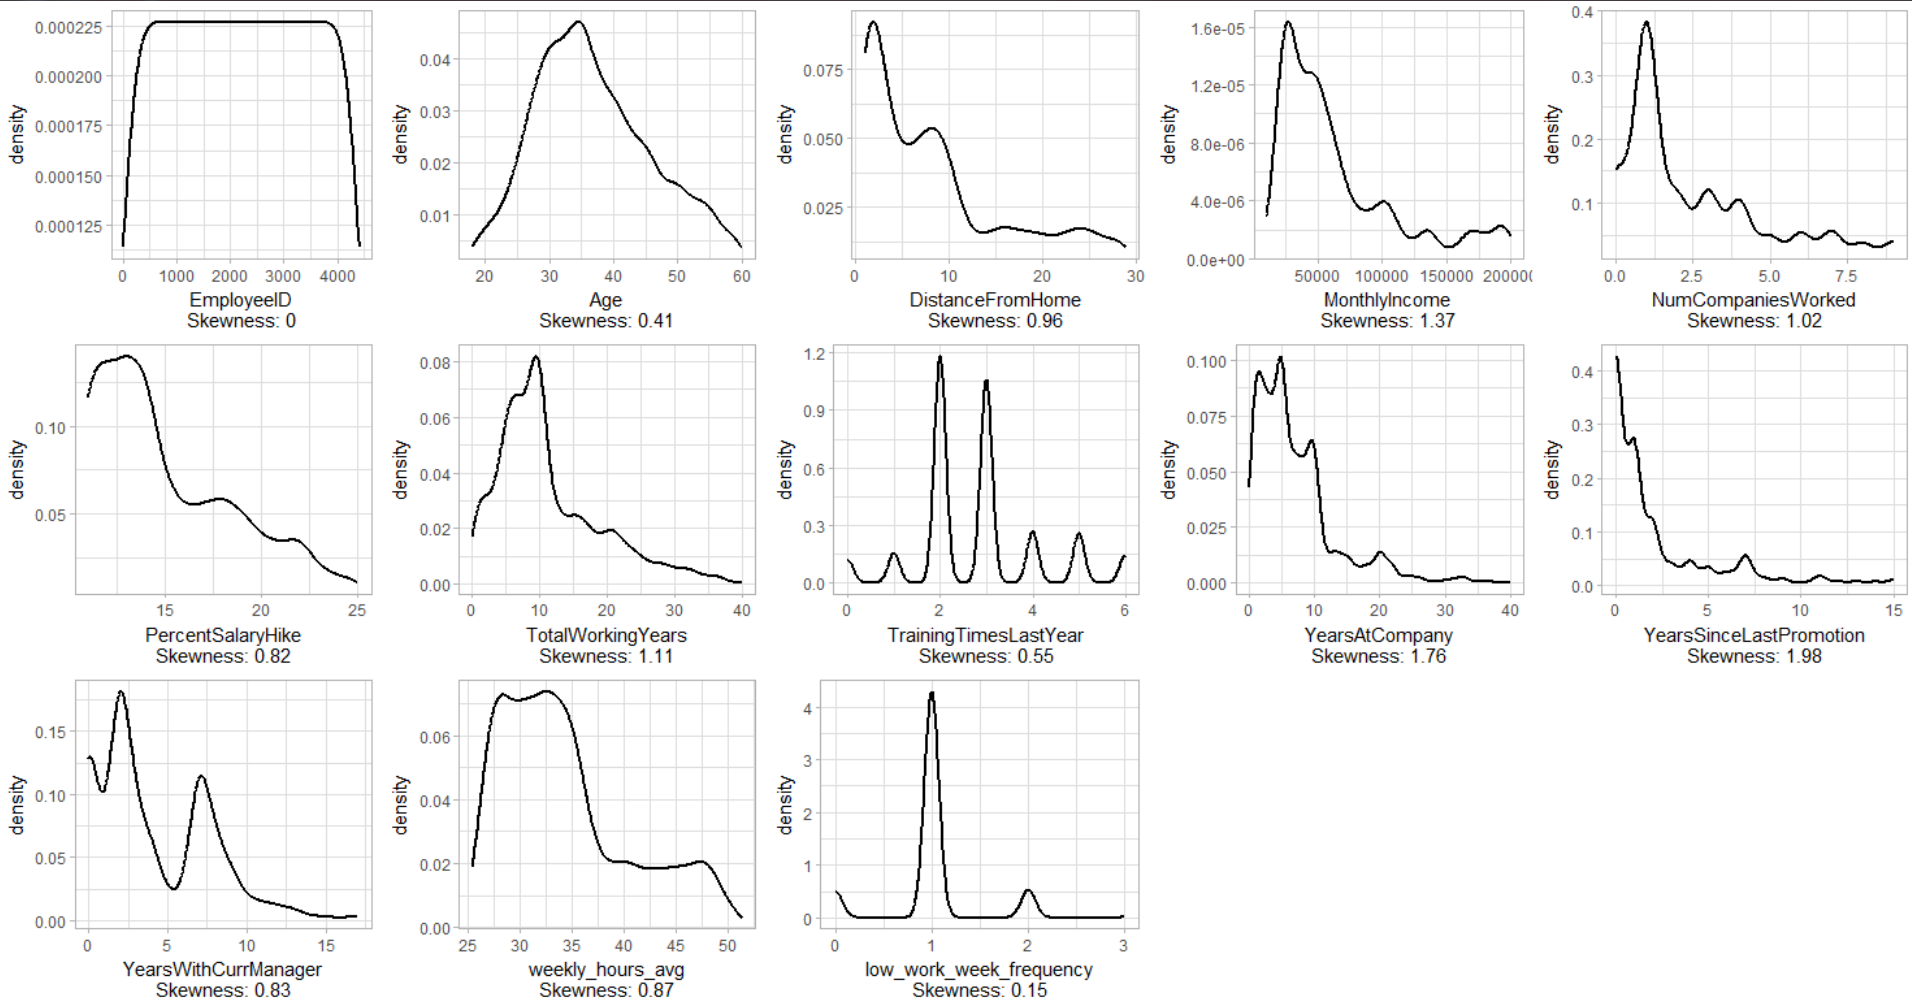 density
0.000225
0.000200
0.000175
0.000150
0.000125
0 1000 2000 3000 4000
EmployeeID
Skewness: 0
density
0.04
0.03
0.02
0.01
20 30 40 50 60
Age
Skewness: 0.41
density
0.075
0.050
0.025
0 10 20 30
DistanceFromHome
Skewness: 0.96
density
1.6e-05
1.2e-05
8.0e-06
4.0e-06
0.0e+00
50000 100000 150000 200000
MonthlyIncome
Skewness: 1.37
density
0.4
0.3
0.2
0.1
0.0 2.5 5.0 7.5
NumCompaniesWorked
Skewness: 1.02
density
0.10
0.05
15 20 25
PercentSalaryHike
Skewness: 0.82
density
0.08
0.06
0.04
0.02
0.00
0 10 20 30 40
TotalWorkingYears
Skewness: 1.11
density
1.2
0.9
0.6
0.3
0.0
0 2 4 6
TrainingTimesLastYear
Skewness: 0.55
density
0.100
0.075
0.050
0.025
0.000
0 10 20 30 40
YearsAtCompany
Skewness: 1.76
density
0.4
0.3
0.2
0.1
0.0
0 5 10 15
YearsSinceLastPromotion
Skewness: 1.98
density
0.15
0.10
0.05
0.00
0 5 10 15
YearsWithCurrManager
Skewness: 0.83
density
0.06
0.04
0.02
0.00
25 30 35 40 45 50
weekly_hours_avg
Skewness: 0.87
density
4
3
2
1
0
0 1 2 3
low_work_week_frequency
Skewness: 0.15